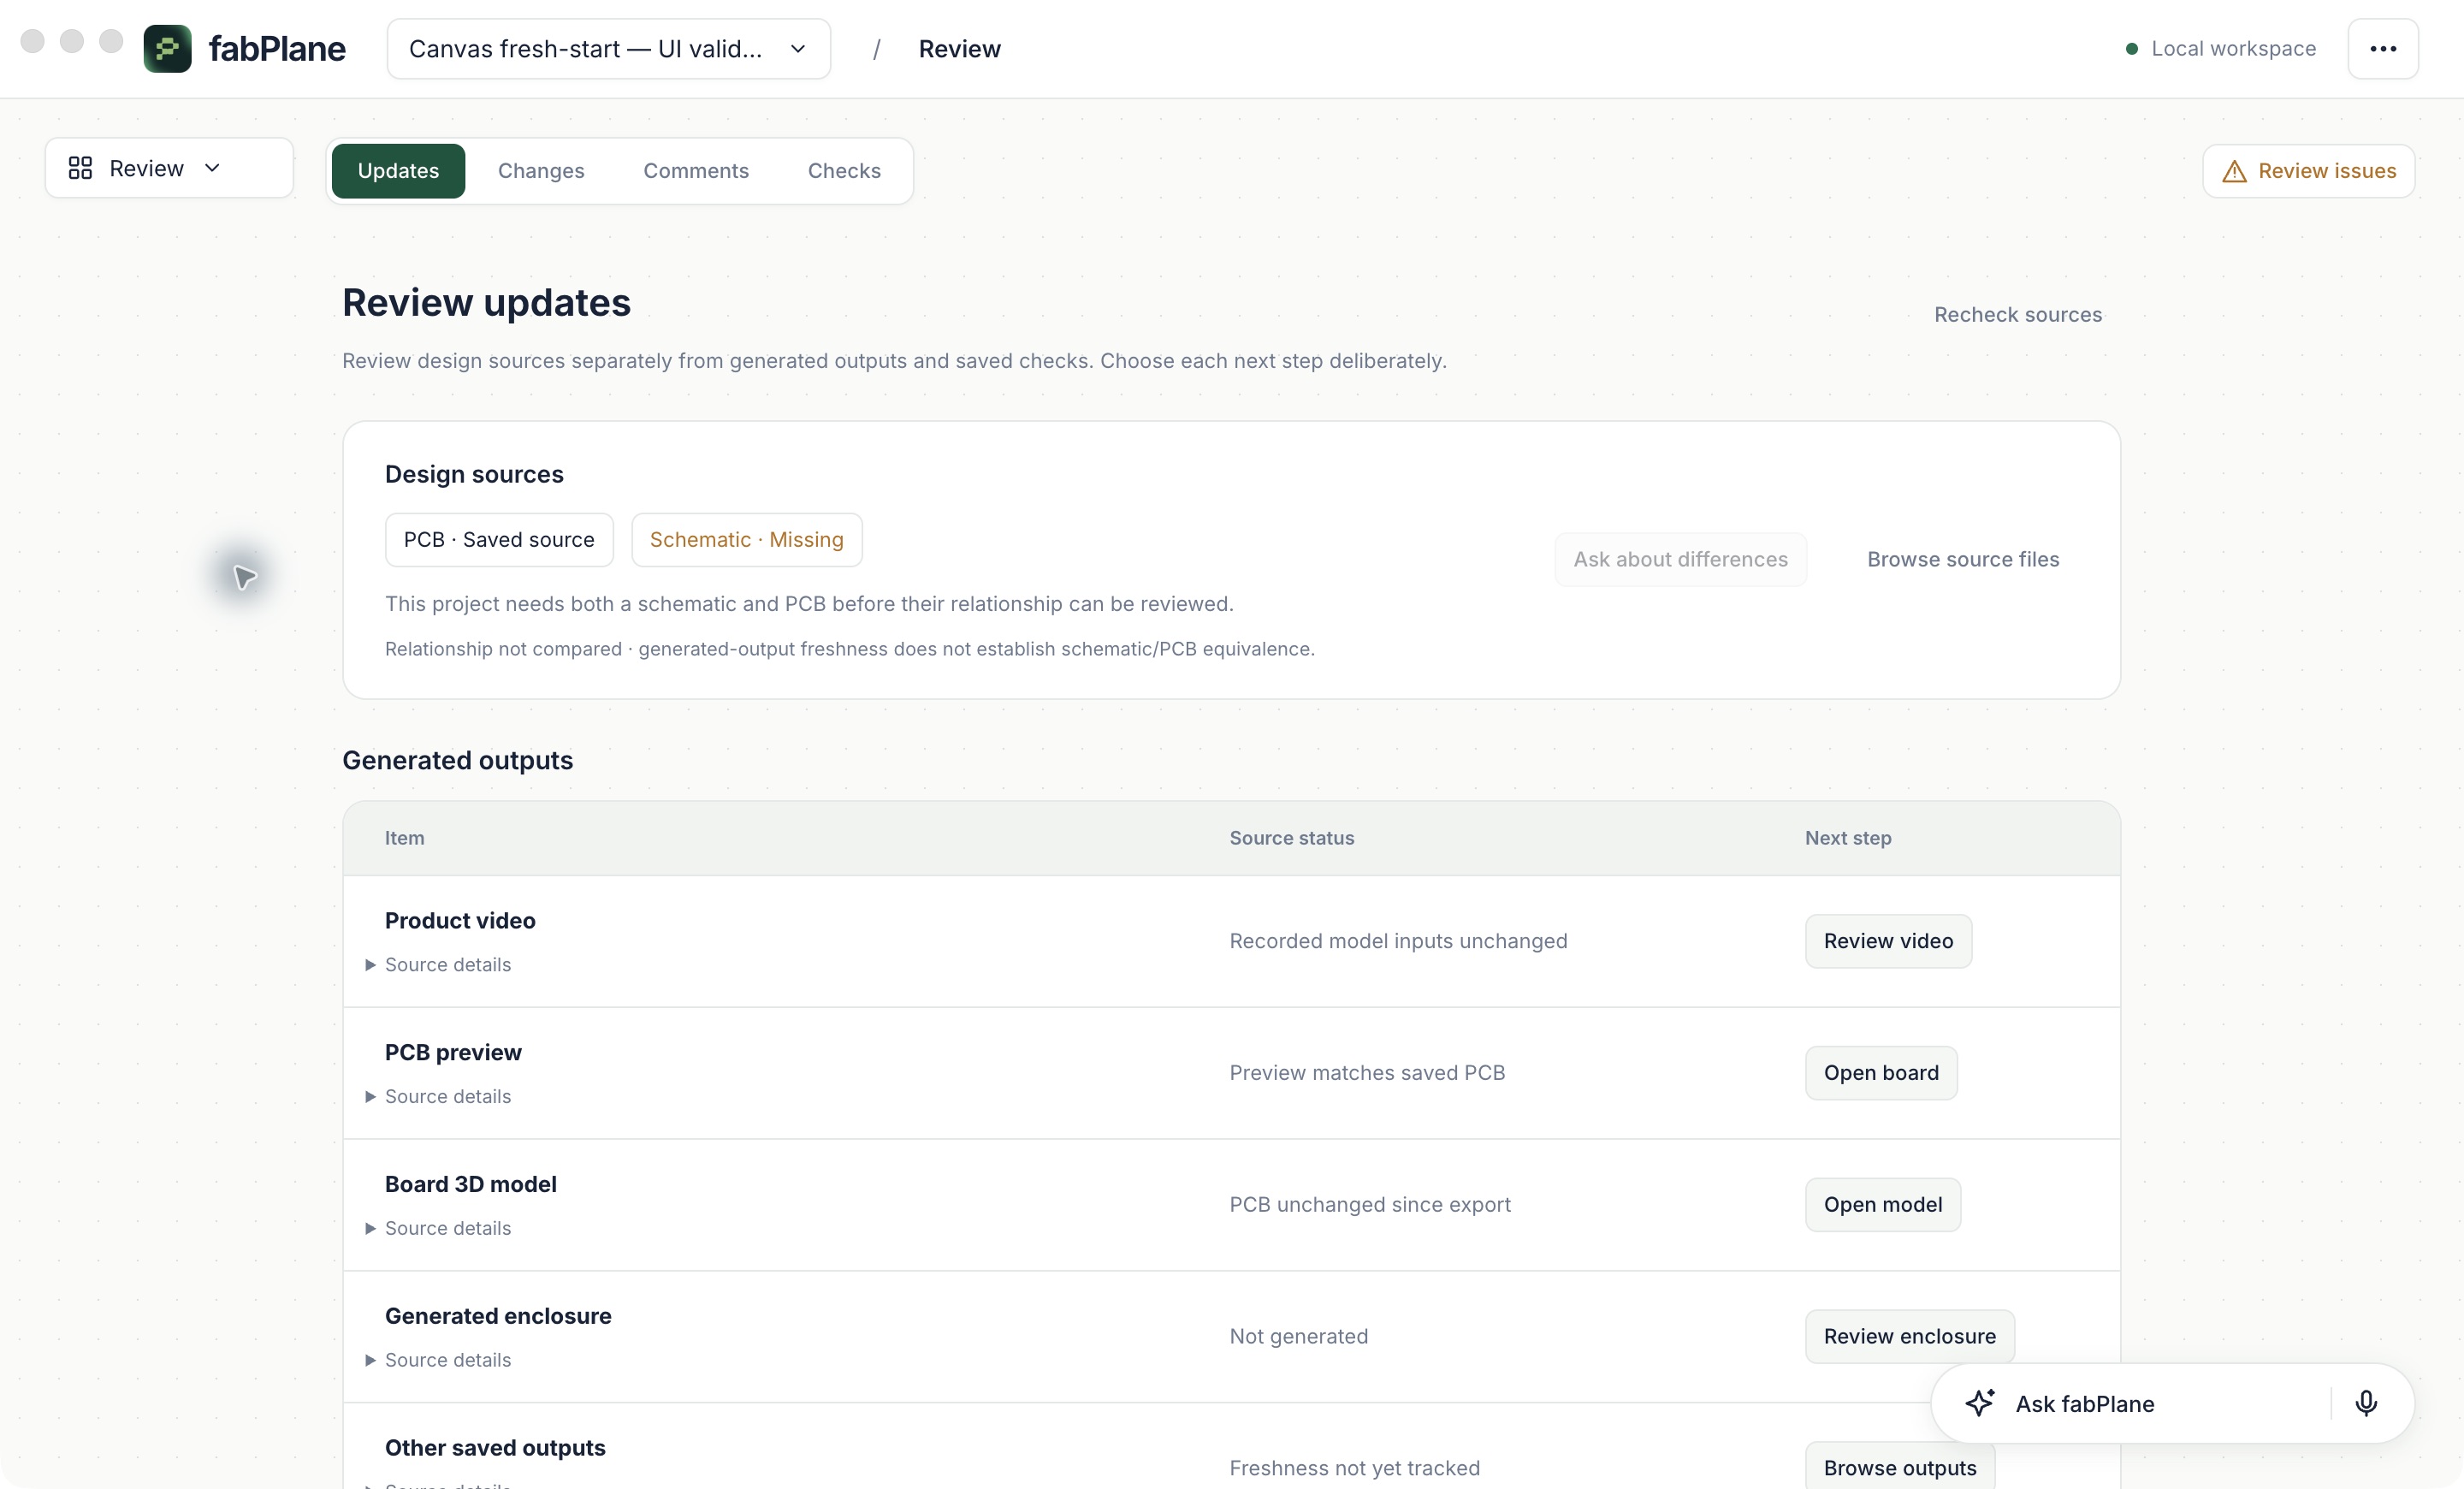 fabPlane
Canvas fresh-start — UI valid...
/
Review
Local workspace
Review
Updates
Changes
Comments
Checks
Review issues
Review updates
Recheck sources
Review design sources separately from generated outputs and saved checks. Choose each next step deliberately.
Design sources
PCB · Saved source
Schematic · Missing
Ask about differences
Browse source files
This project needs both a schematic and PCB before their relationship can be reviewed.
Relationship not compared · generated-output freshness does not establish schematic/PCB equivalence.
Generated outputs
Item
Source status
Next step
Product video
Source details
Recorded model inputs unchanged
Review video
PCB preview
Source details
Preview matches saved PCB
Open board
Board 3D model
Source details
PCB unchanged since export
Open model
Generated enclosure
Source details
Not generated
Review enclosure
Ask fabPlane
Other saved outputs
Freshness not yet tracked
Browse outputs